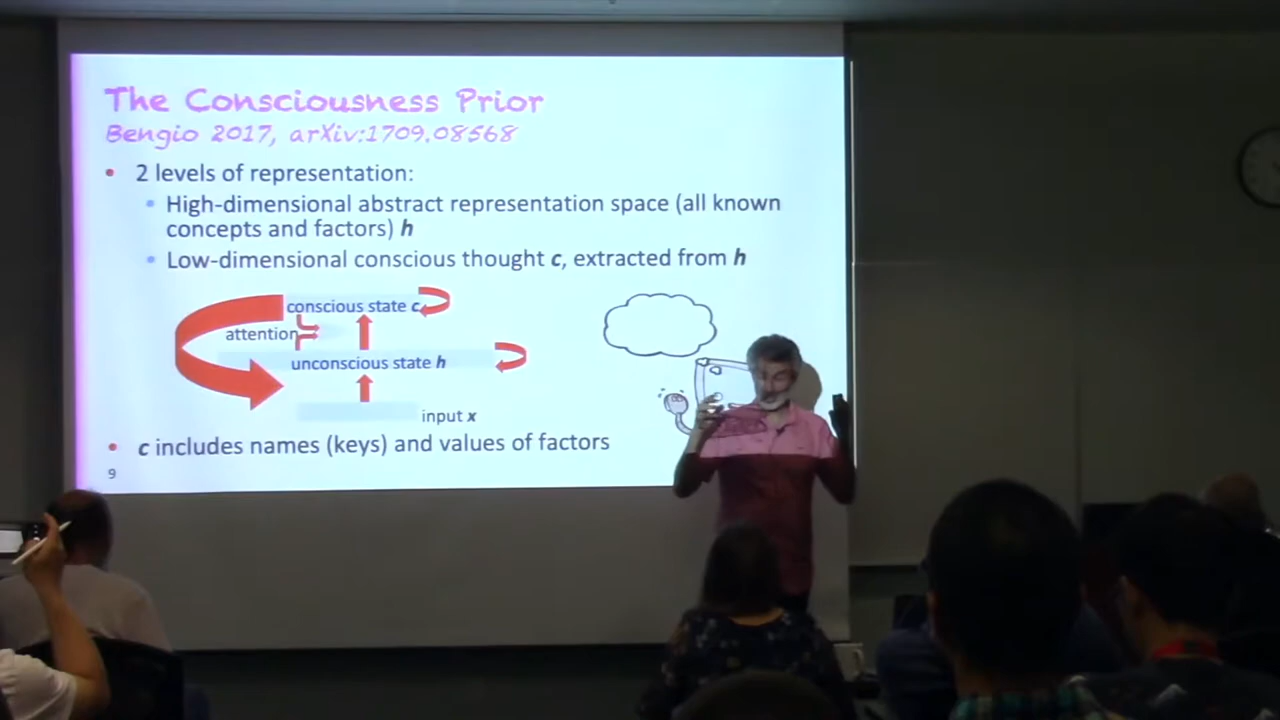 The Consciousness Prior
Bengio 2017, arXiv:1709.08568
• 2 levels of representation:
• High-dimensional abstract representation space (all known
concepts and factors) h
• Low-dimensional conscious thought c, extracted from h
conscious state c
attention
unconscious state h
input x
• c includes names (keys) and values of factors
9